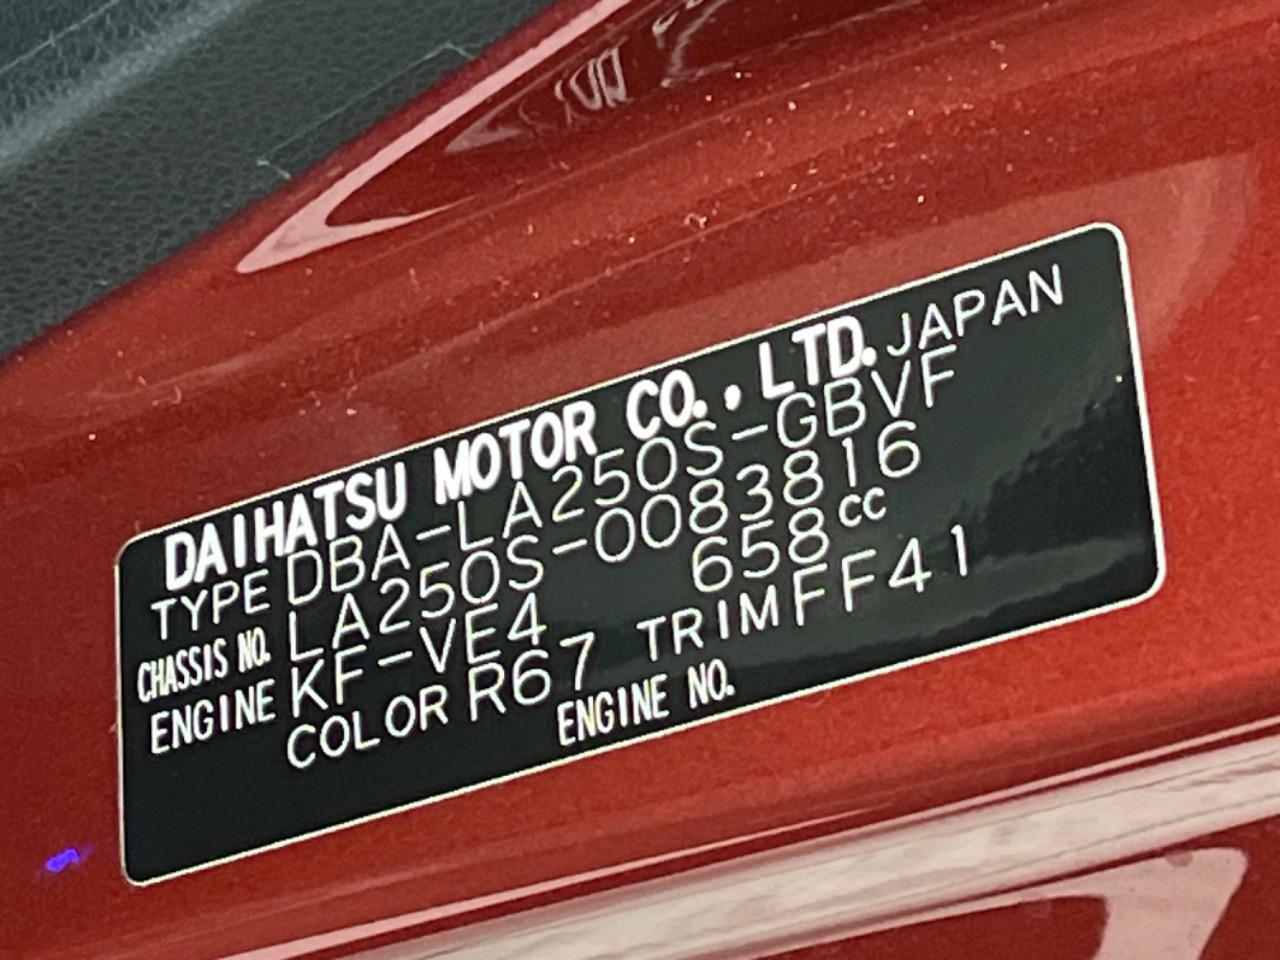 DAIHATSU MOTOR CO., LTD. JAPAN
TYPE DBA-LA250S-GBVF
CHASSIS NO. LA250S-0083816
ENGINE KF-VE4 658cc
COLOR R67 TRIM FF41
ENGINE NO.